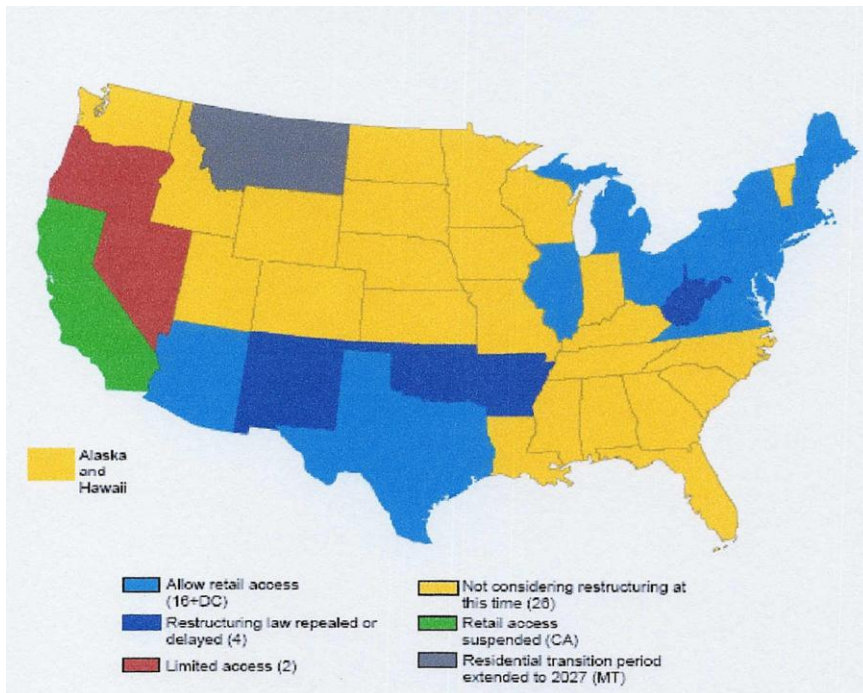 Alaska
and
Hawaii
Allow retail access
(16+DC)
Restructuring law repealed or
delayed (4)
Limited access (2)
Not considering restructuring at
this time (26)
Retail access
suspended (CA)
Residential transition period
extended to 2027 (MT)